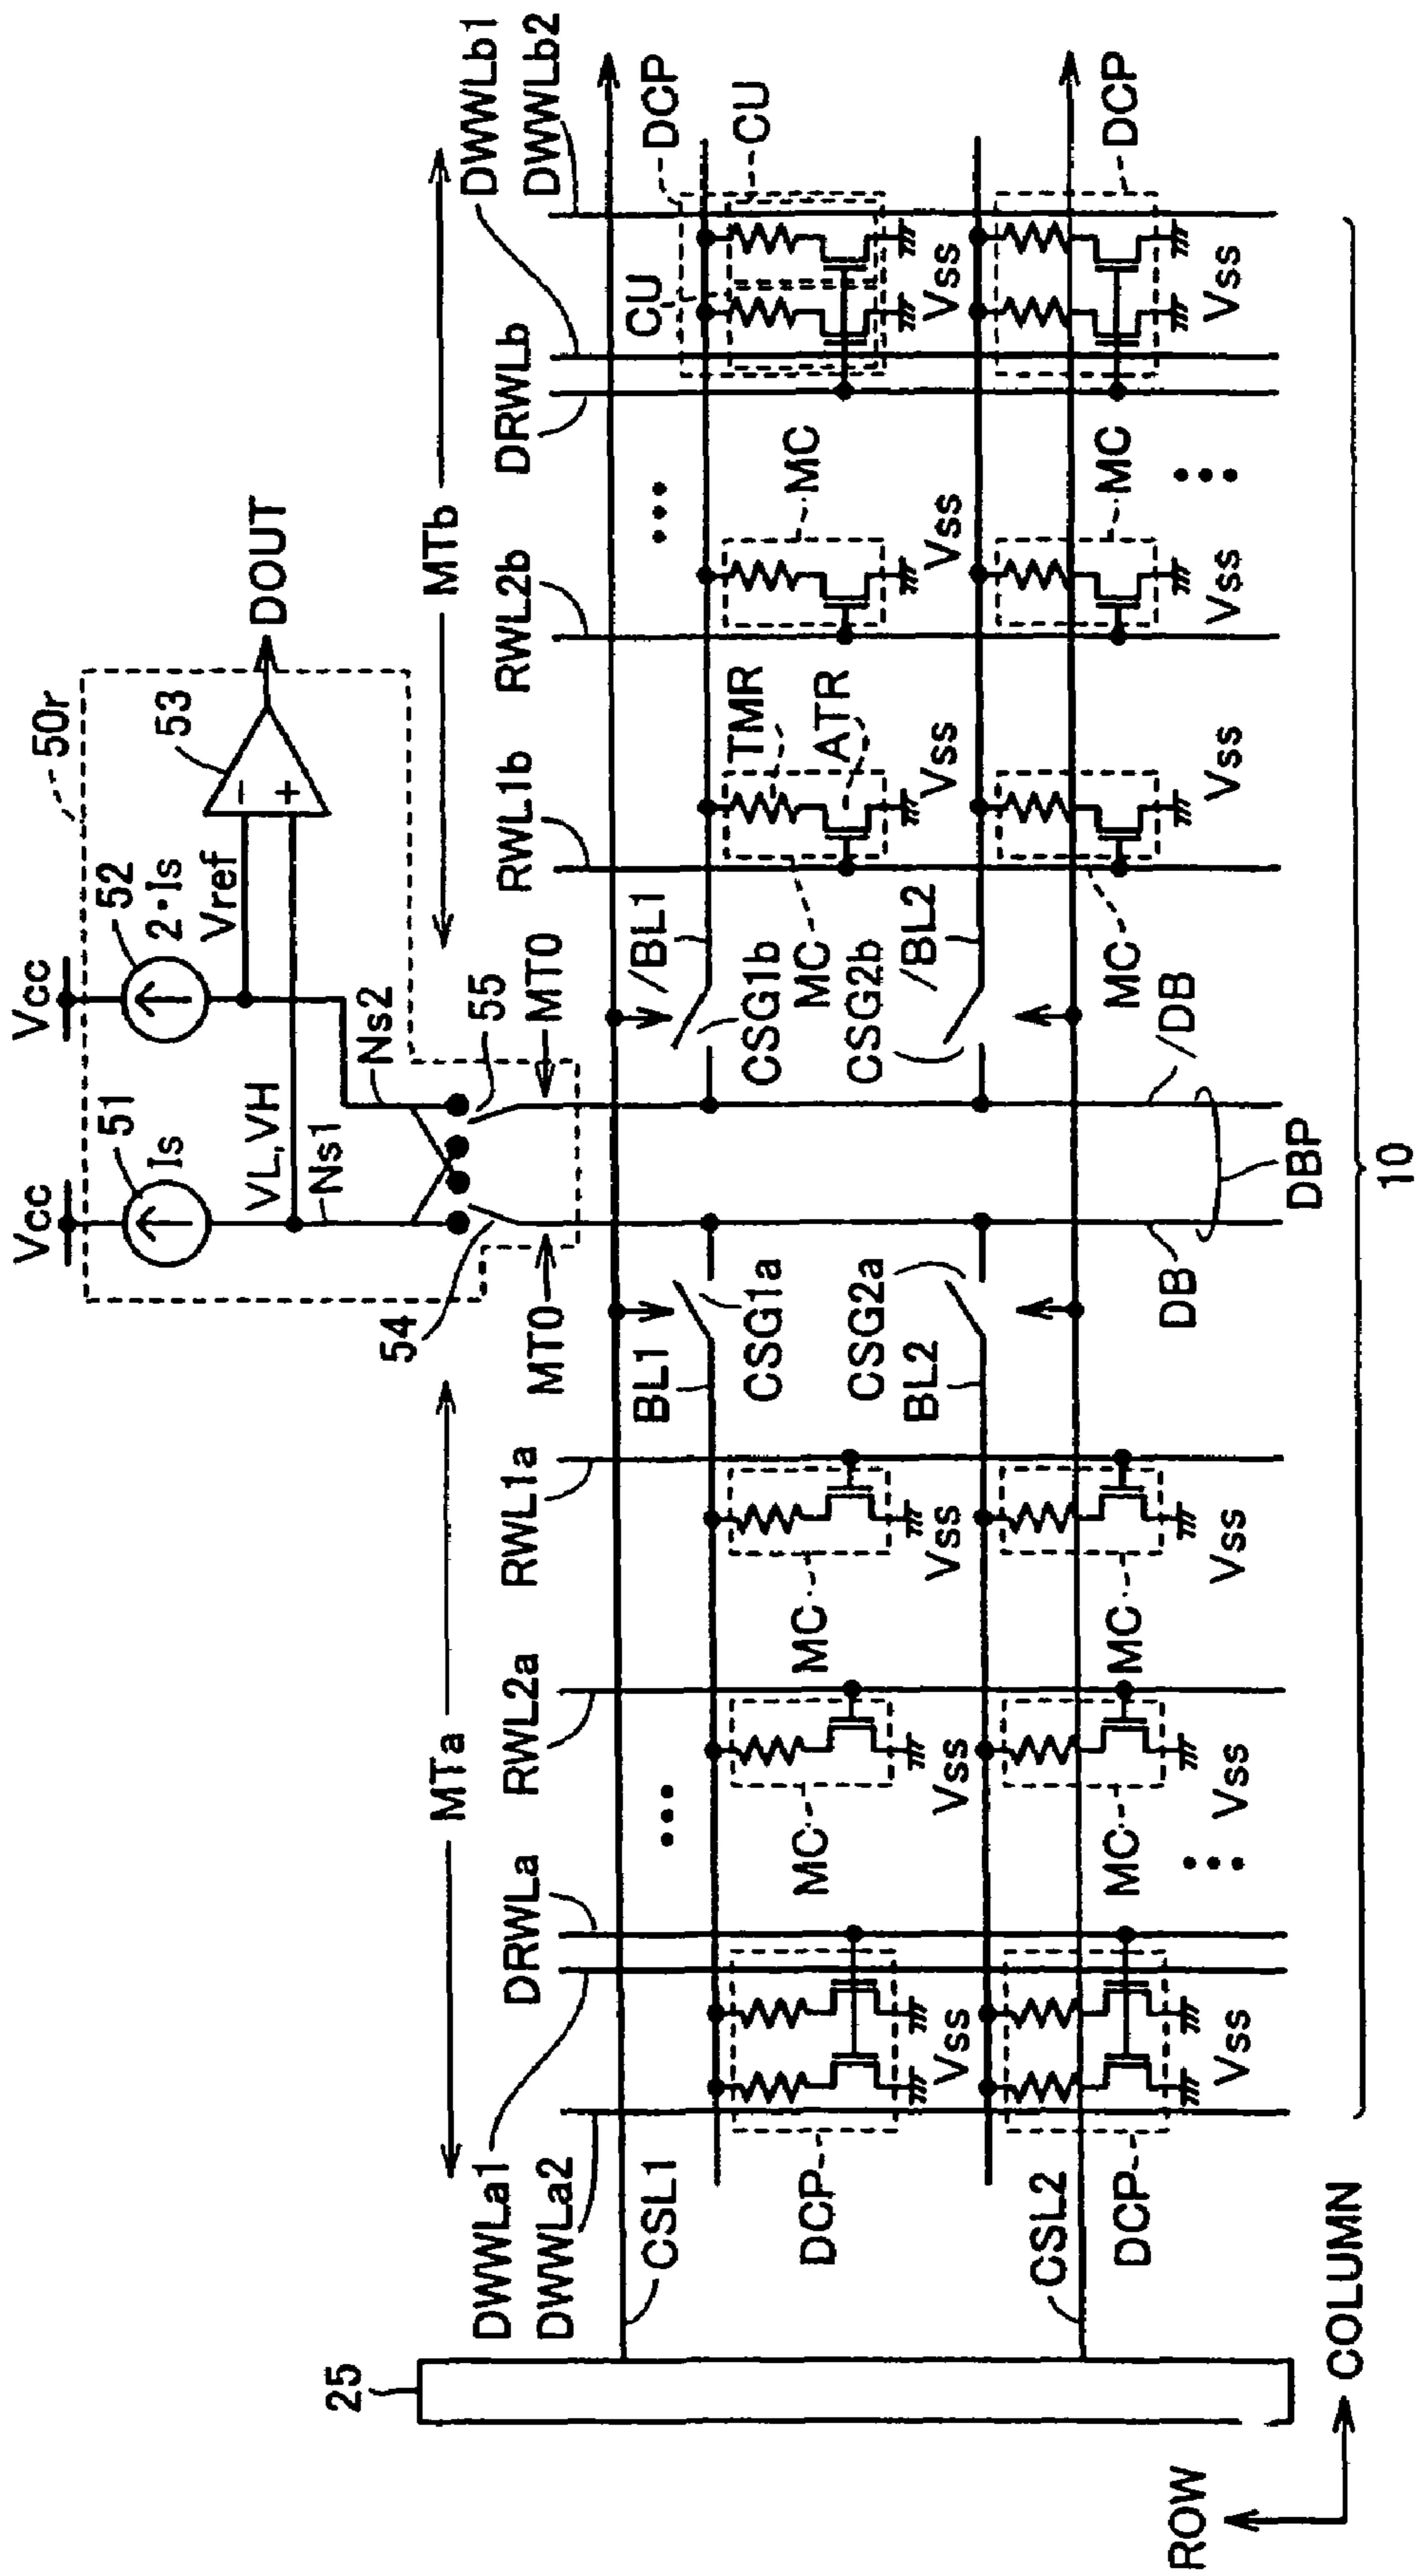 50r
Vcc
Vcc
51
Is
52
2·Is
Vref
53
DOUT
VL,VH
Ns1
Ns2
54
55
MT0
MT0
MTa
MTb
DWWLa1
DWWLa2
DRWLa
RWL2a
RWL1a
RWL1b
RWL2b
DRWLb
DWWLb1
DWWLb2
25
CSL1
BL1
/BL1
CSG1a
CSG1b
DCP
MC
MC
MC
TMR
ATR
MC
CU
CU
DCP
Vss
Vss
Vss
Vss
Vss
Vss
CSL2
BL2
/BL2
CSG2a
CSG2b
DCP
MC
MC
MC
MC
DCP
Vss
Vss
Vss
Vss
Vss
Vss
DB
/DB
DBP
10
ROW
COLUMN